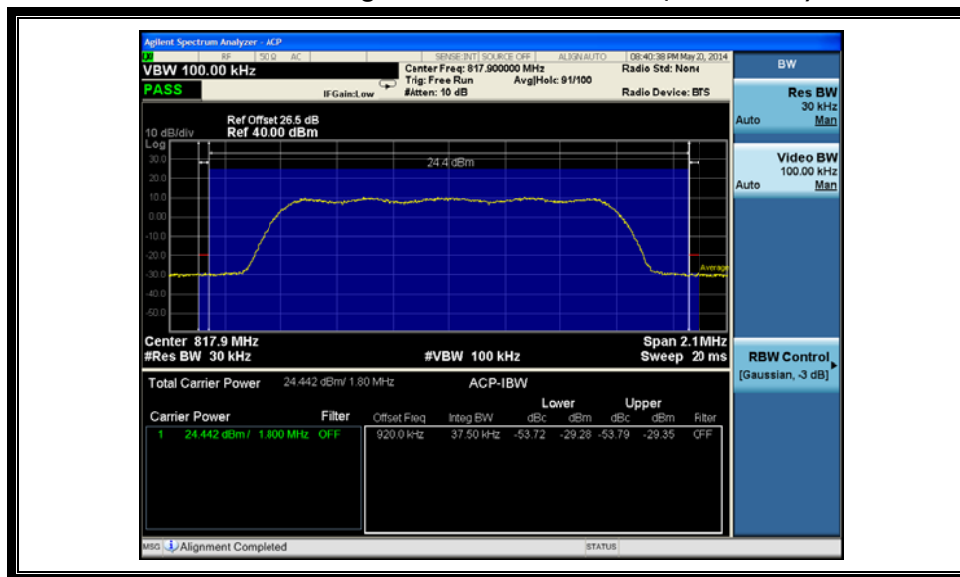 Agilent Spectrum Analyzer - ACP
RF 50 Ω AC SENSE:INT SOURCE OFF ALIGN AUTO 08:40:38 PM May 20, 2014
VBW 100.00 kHz
Center Freq: 817.900000 MHz
Radio Std: None
Trig: Free Run Avg|Hold: 91/100
PASS
IFGain:Low #Atten: 10 dB Radio Device: BTS
Ref Offset 26.5 dB
10 dB/div Ref 40.00 dBm
Log
30.0
24.4 dBm
20.0
10.0
0.00
-10.0
-20.0
Average
-30.0
-40.0
-50.0
Center 817.9 MHz Span 2.1 MHz
#Res BW 30 kHz #VBW 100 kHz Sweep 20 ms
Total Carrier Power 24.442 dBm/ 1.80 MHz ACP-IBW
Lower Upper
Carrier Power Filter Offset Freq Integ BW dBc dBm dBc dBm Filter
1 24.442 dBm / 1.800 MHz OFF 920.0 kHz 37.50 kHz -53.72 -29.28 -53.79 -29.35 OFF
MSG Alignment Completed STATUS
BW
Res BW
30 kHz
Auto Man
Video BW
100.00 kHz
Auto Man
RBW Control
[Gaussian, -3 dB]